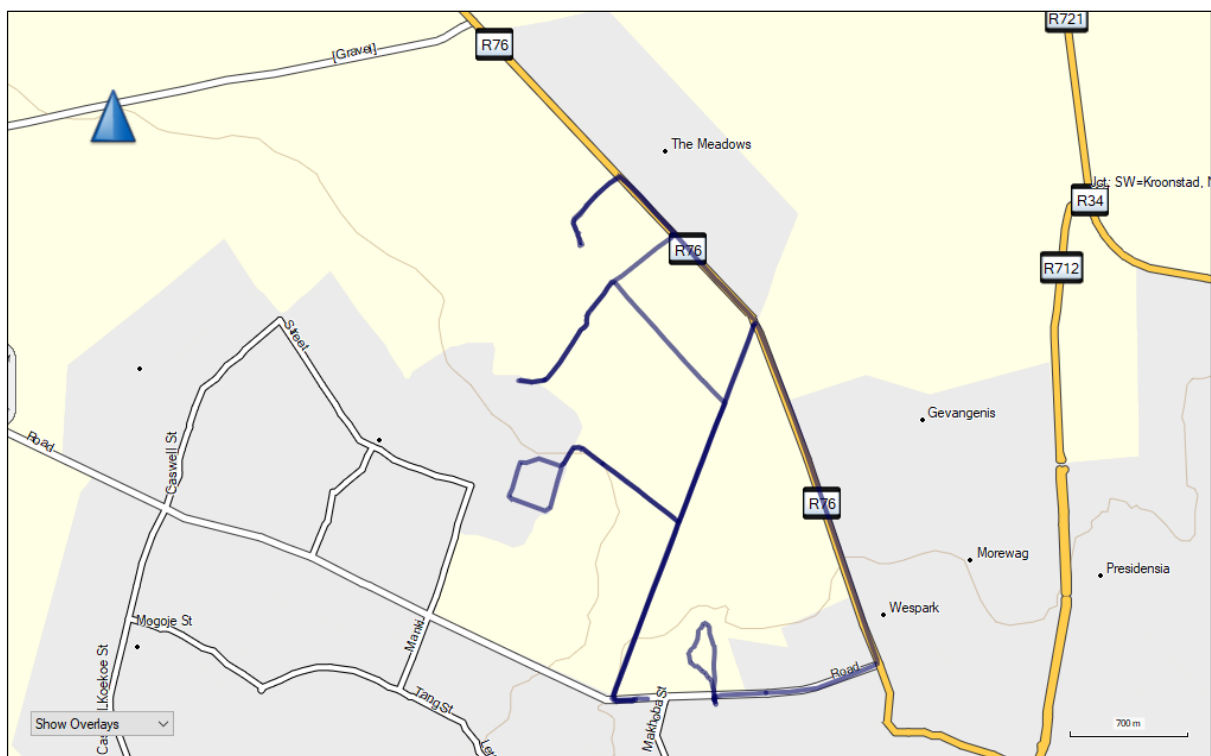 R721
R76
[Gravel]
The Meadows
Jct: SW=Kroonstad, N
R34
R76
R712
Street
Gevangenis
Road
Caswell St
R76
Morewag
Presidensia
Wespark
Mogoje St
Manki
Road
Koekoe St
Tang St
Makhoba St
Show Overlays
700 m